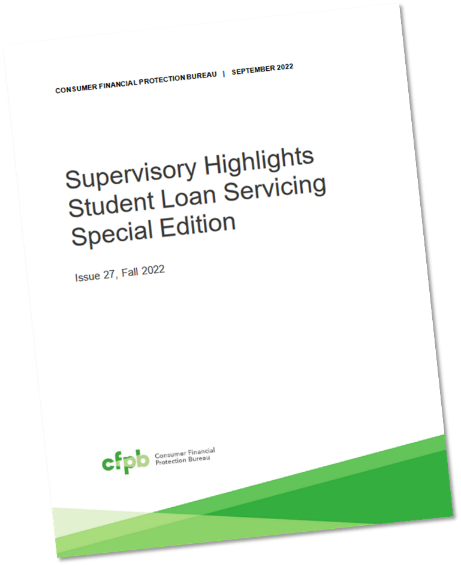 CONSUMER FINANCIAL PROTECTION BUREAU | SEPTEMBER 2022
Supervisory Highlights
Student Loan Servicing
Special Edition
Issue 27, Fall 2022
cfpb Consumer Financial
Protection Bureau